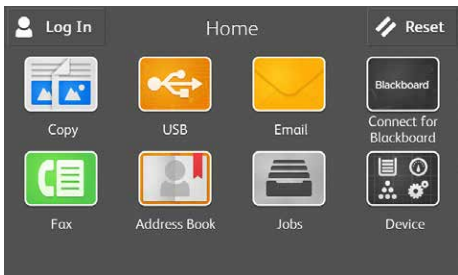 Log In
Home
Reset
Blackboard
Copy
USB
Email
Connect for
Blackboard
Fax
Address Book
Jobs
Device